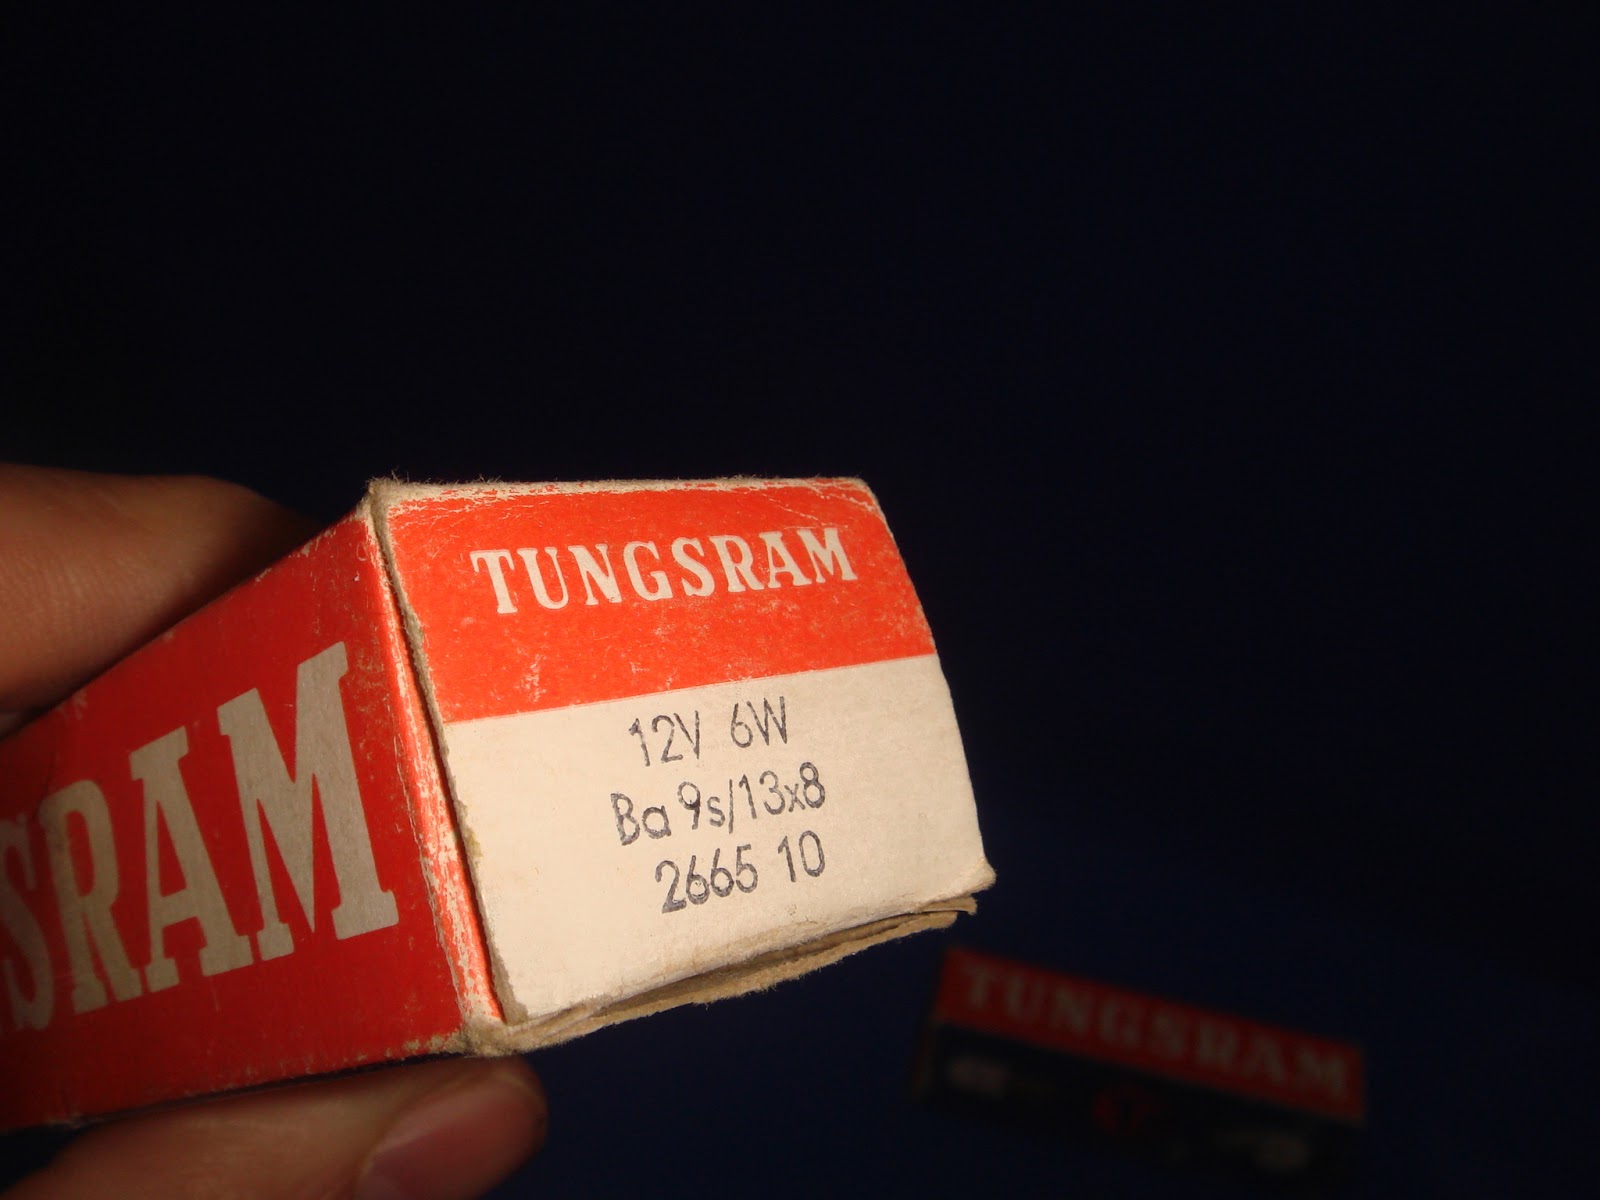 TUNGSRAM
12V 6W
Ba 9s/13x8
2665 10
SRAM
TUNGSRAM